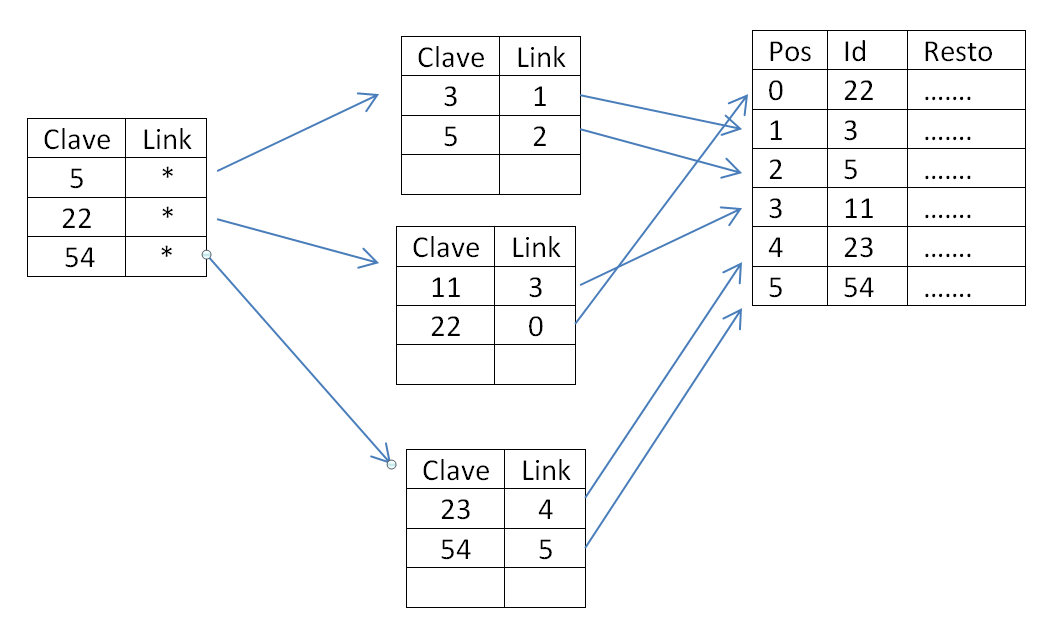 Clave Link
5 *
22 *
54 *
Clave Link
3 1
5 2
Clave Link
11 3
22 0
Clave Link
23 4
54 5
Pos Id Resto
0 22 .......
1 3 .......
2 5 .......
3 11 .......
4 23 .......
5 54 .......